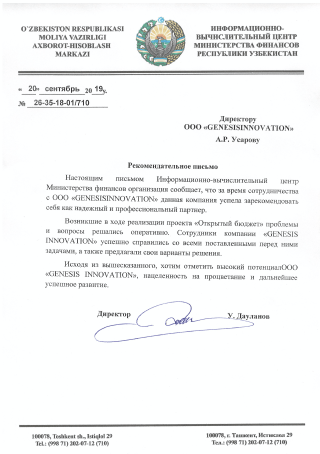 O'ZBEKISTON RESPUBLIKASI
MOLIYA VAZIRLIGI
AXBOROT-HISOBLASH
MARKAZI
ИНФОРМАЦИОННО-
ВЫЧИСЛИТЕЛЬНЫЙ ЦЕНТР
МИНИСТЕРСТВА ФИНАНСОВ
РЕСПУБЛИКИ УЗБЕКИСТАН
« 20» сентябрь 20 19г.
№ 26-35-18-01/710
Директору
ООО «GENESISINNOVATION»
А.Р. Усарову
Рекомендательное письмо
Настоящим письмом Информационно-вычислительный центр
Министерства финансов организация сообщает, что за время сотрудничества
с ООО «GENESISINNOVATION» данная компания успела зарекомендовать
себя как надежный и профессиональный партнер.
Возникшие в ходе реализации проекта «Открытый бюджет» проблемы
и вопросы решались оперативно. Сотрудники компании «GENESIS
INNOVATION» успешно справились со всеми поставленными перед ними
задачами, а также предлагали свои варианты решения.
Исходя из вышесказанного, хотим отметить высокий потенциалООО
«GENESIS INNOVATION», нацеленность на процветание и дальнейшее
успешное развитие.
Директор
У. Дауланов
100078, Toshkent sh., Istiqlol 29
Tel.: (998 71) 202-07-12 (710)
г. Ташкент, Истиклол 29
Тел.: (998 71) 202-07-12 (710)